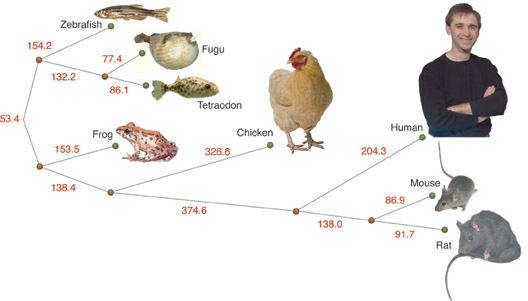 Zebrafish
154.2
77.4
Fugu
132.2
86.1
Tetraodon
53.4
Frog
153.5
Chicken
326.6
Human
204.3
138.4
Mouse
86.9
374.6
138.0
91.7
Rat